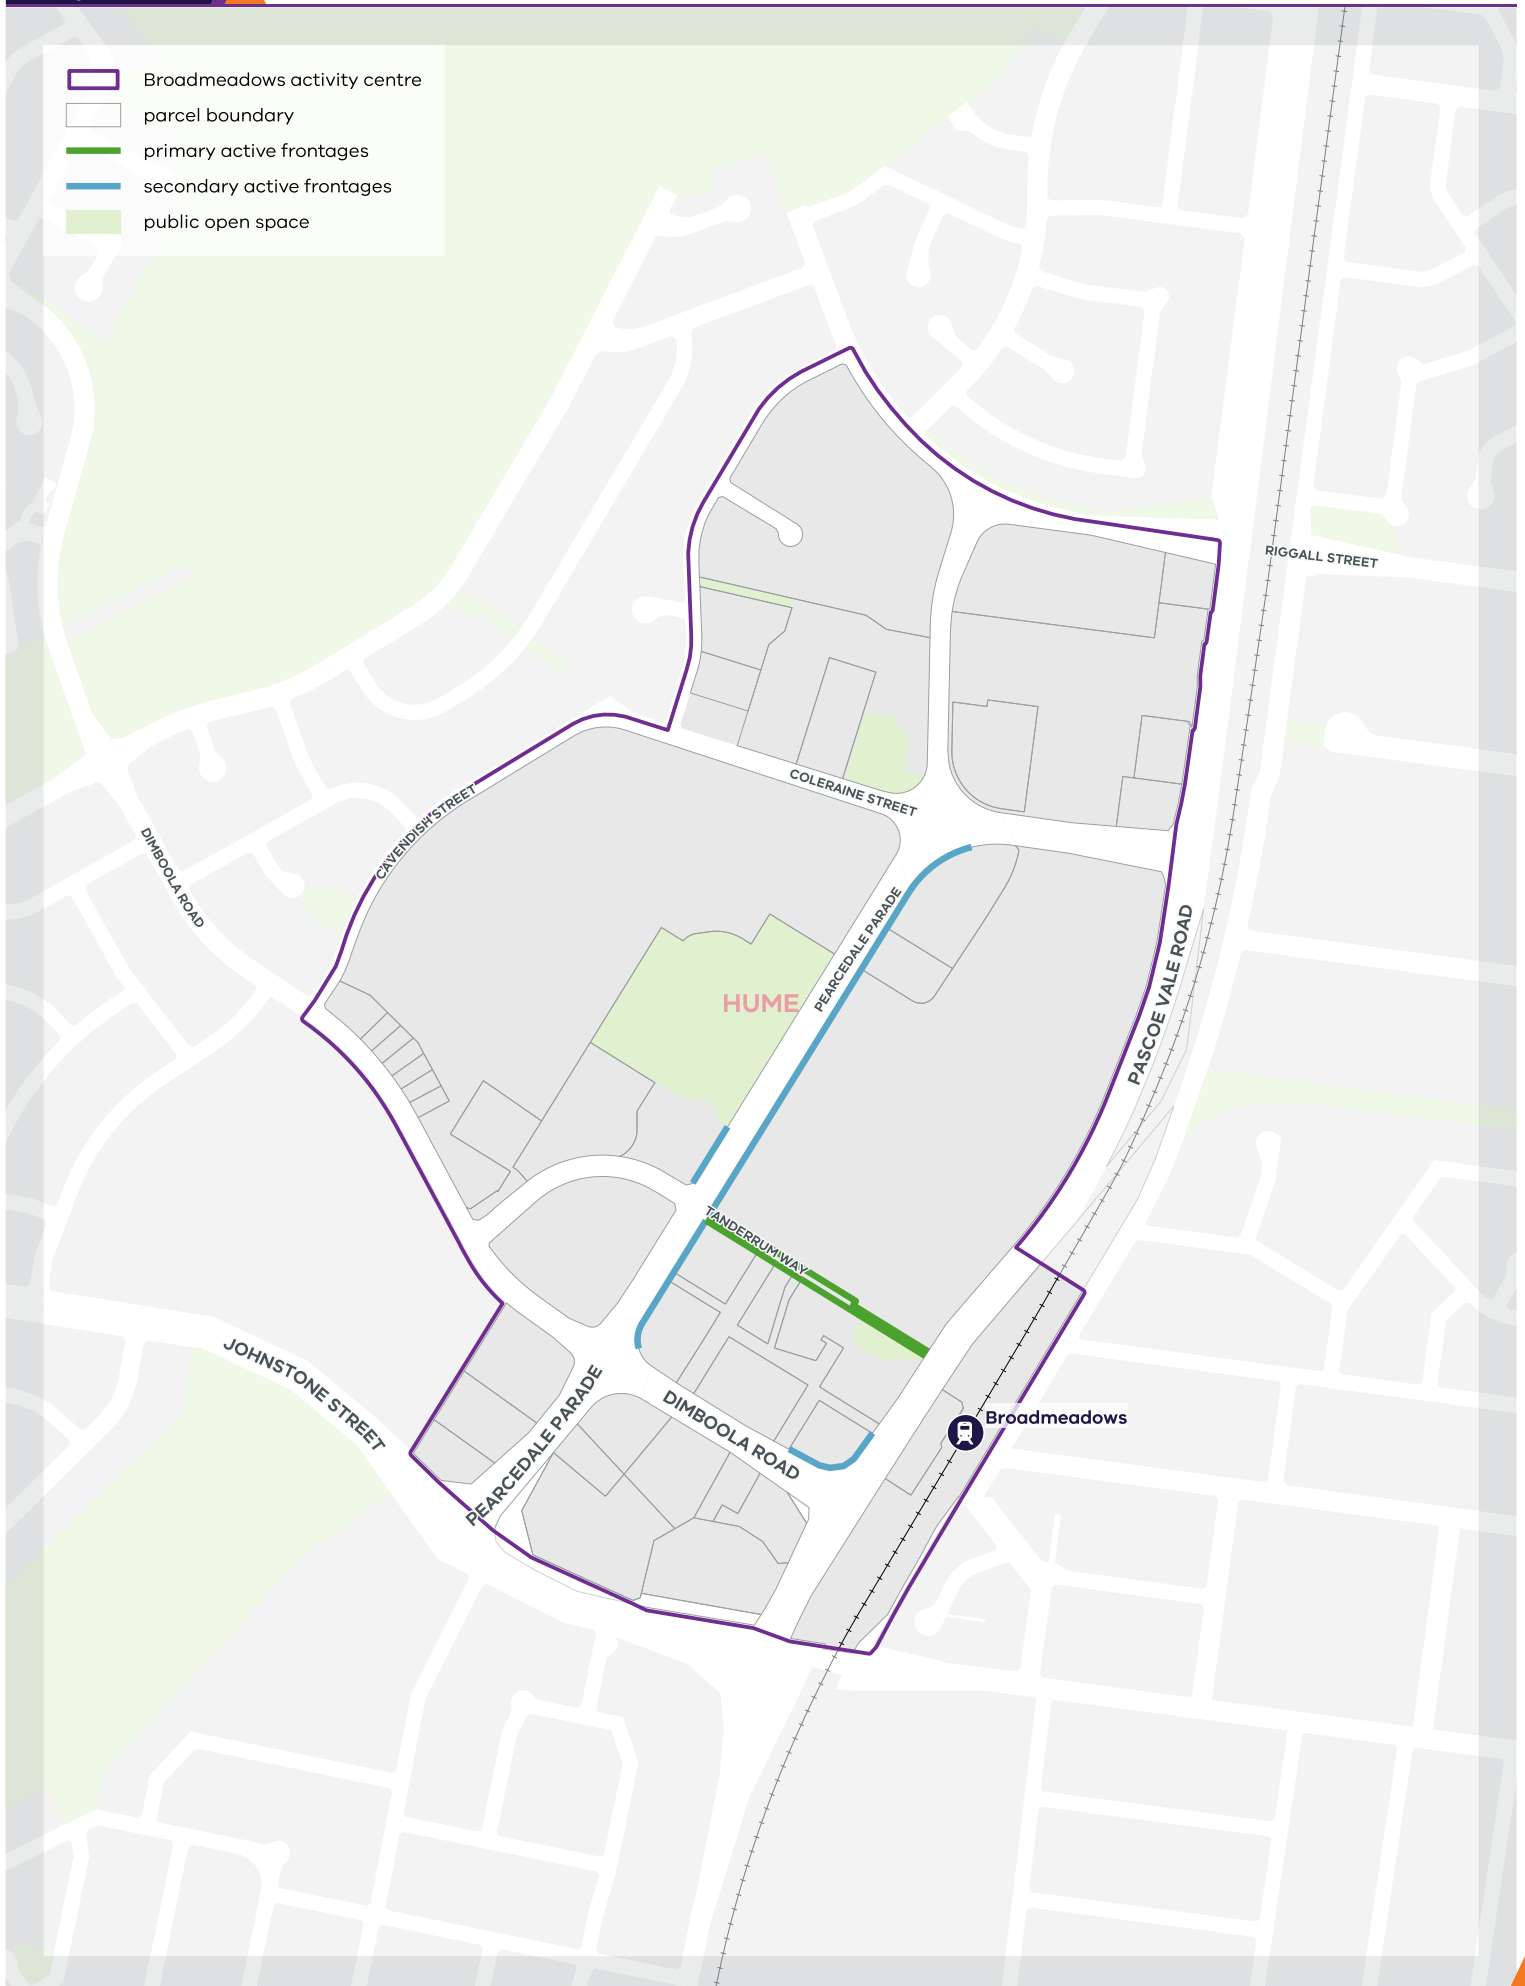 Broadmeadows activity centre
parcel boundary
primary active frontages
secondary active frontages
public open space
RIGGALL STREET
COLERAINE STREET
CAVENDISH STREET
DIMBOOLA ROAD
PEARCEDALE PARADE
HUME
PASCOE VALE ROAD
TANDERRUM WAY
JOHNSTONE STREET
PEARCEDALE PARADE
DIMBOOLA ROAD
Broadmeadows